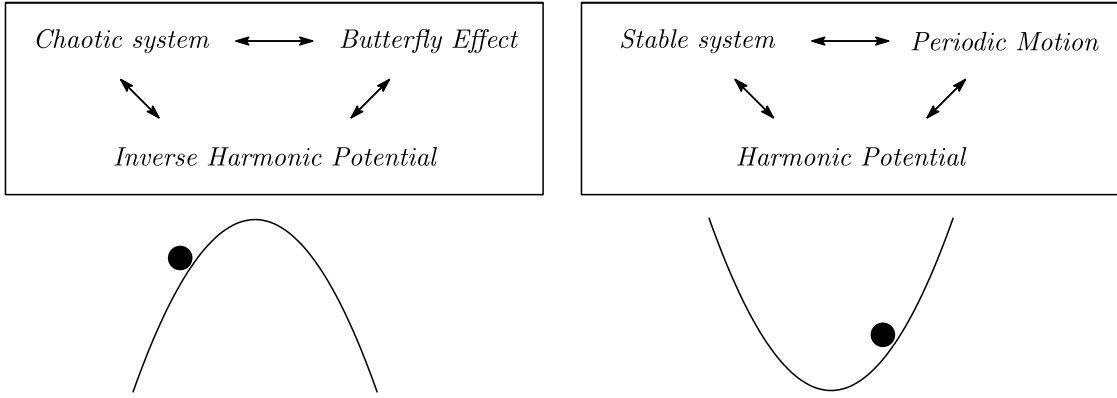 Chaotic system Butterfly Effect
Inverse Harmonic Potential
Stable system Periodic Motion
Harmonic Potential